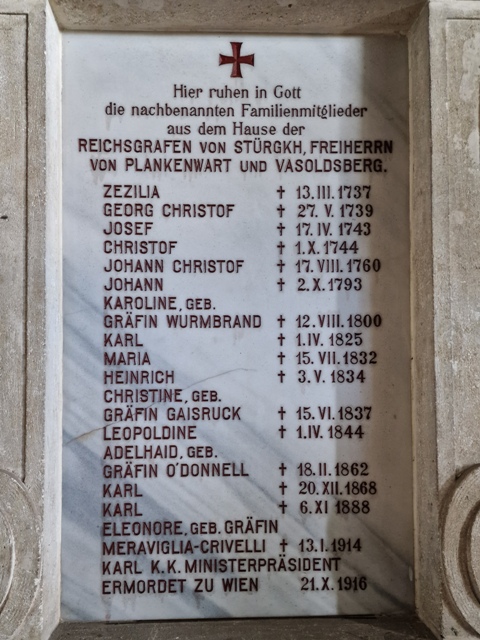 Hier ruhen in Gott
die nachbenannten Familienmitglieder
aus dem Hause der
REICHSGRAFEN VON STÜRGKH, FREIHERRN
VON PLANKENWART UND VASOLDSBERG.
ZEZILIA † 13.III.1737
GEORG CHRISTOF † 27.V.1739
JOSEF † 17.IV.1743
CHRISTOF † 1.X.1744
JOHANN CHRISTOF † 17.VIII.1760
JOHANN † 2.X.1793
KAROLINE, GEB.
GRÄFIN WURMBRAND † 12.VIII.1800
KARL † 1.IV.1825
MARIA † 15.VII.1832
HEINRICH † 3.V.1834
CHRISTINE, GEB.
GRÄFIN GAISRUCK † 15.VI.1837
LEOPOLDINE † 1.IV.1844
ADELHAID, GEB.
GRÄFIN O'DONNELL † 18.II.1862
KARL † 20.XII.1868
KARL † 6.XI 1888
ELEONORE, GEB. GRÄFIN
MERAVIGLIA-CRIVELLI † 13.I.1914
KARL K.K. MINISTERPRÄSIDENT
ERMORDET ZU WIEN 21.X.1916